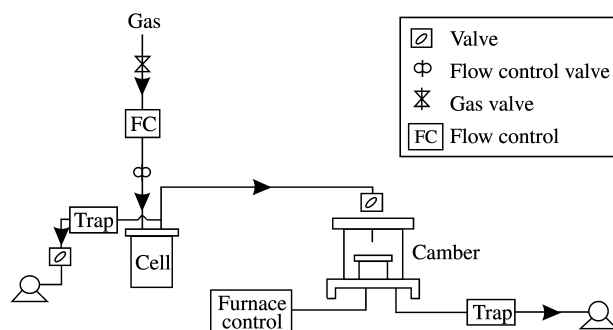 Gas
FC
Trap
Cell
Camber
Furnace
control
Trap
Valve
Flow control valve
Gas valve
FC Flow control